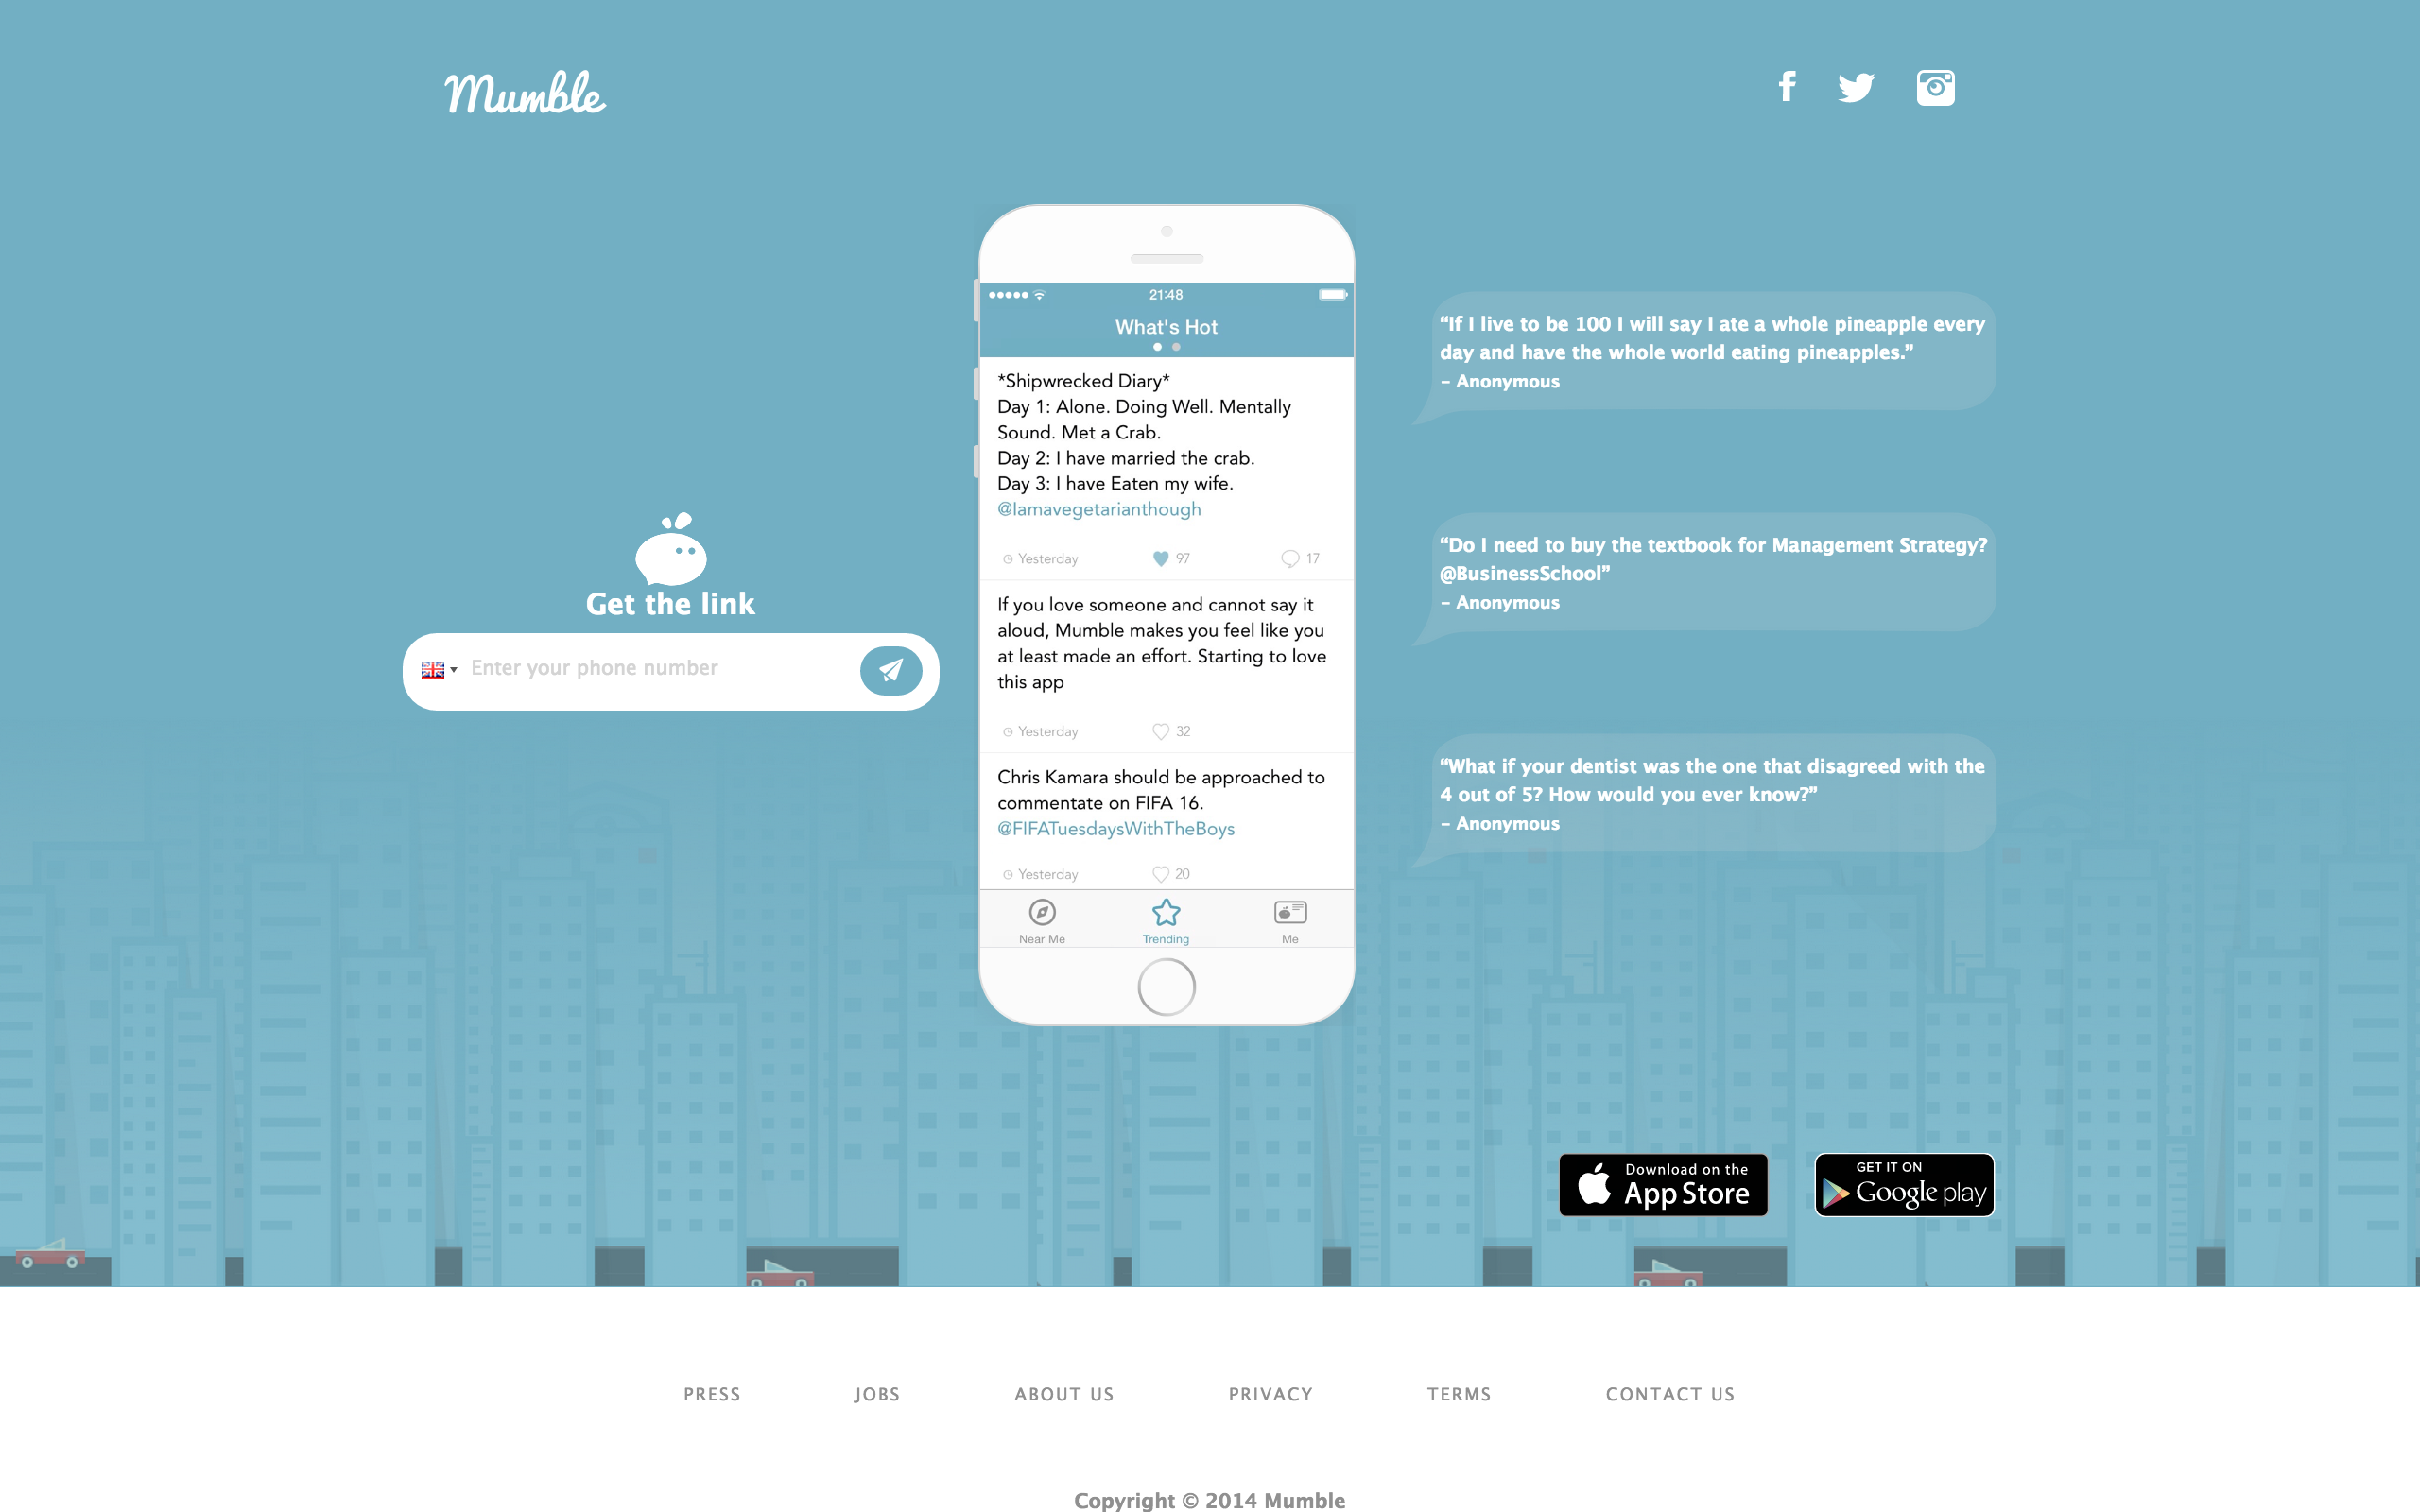 Mumble
Get the link
Enter your phone number
21:48
What's Hot
*Shipwrecked Diary*
Day 1: Alone. Doing Well. Mentally
Sound. Met a Crab.
Day 2: I have married the crab.
Day 3: I have Eaten my wife.
@Iamavegetarianthough
Yesterday 97 17
If you love someone and cannot say it
aloud, Mumble makes you feel like you
at least made an effort. Starting to love
this app
Yesterday 32
Chris Kamara should be approached to
commentate on FIFA 16.
@FIFATuesdaysWithTheBoys
Yesterday 20
Near Me Trending Me
“If I live to be 100 I will say I ate a whole pineapple every
day and have the whole world eating pineapples.”
– Anonymous
“Do I need to buy the textbook for Management Strategy?
@BusinessSchool”
– Anonymous
“What if your dentist was the one that disagreed with the
4 out of 5? How would you ever know?”
– Anonymous
Download on the
App Store
GET IT ON
Google play
PRESS JOBS ABOUT US PRIVACY TERMS CONTACT US
Copyright © 2014 Mumble